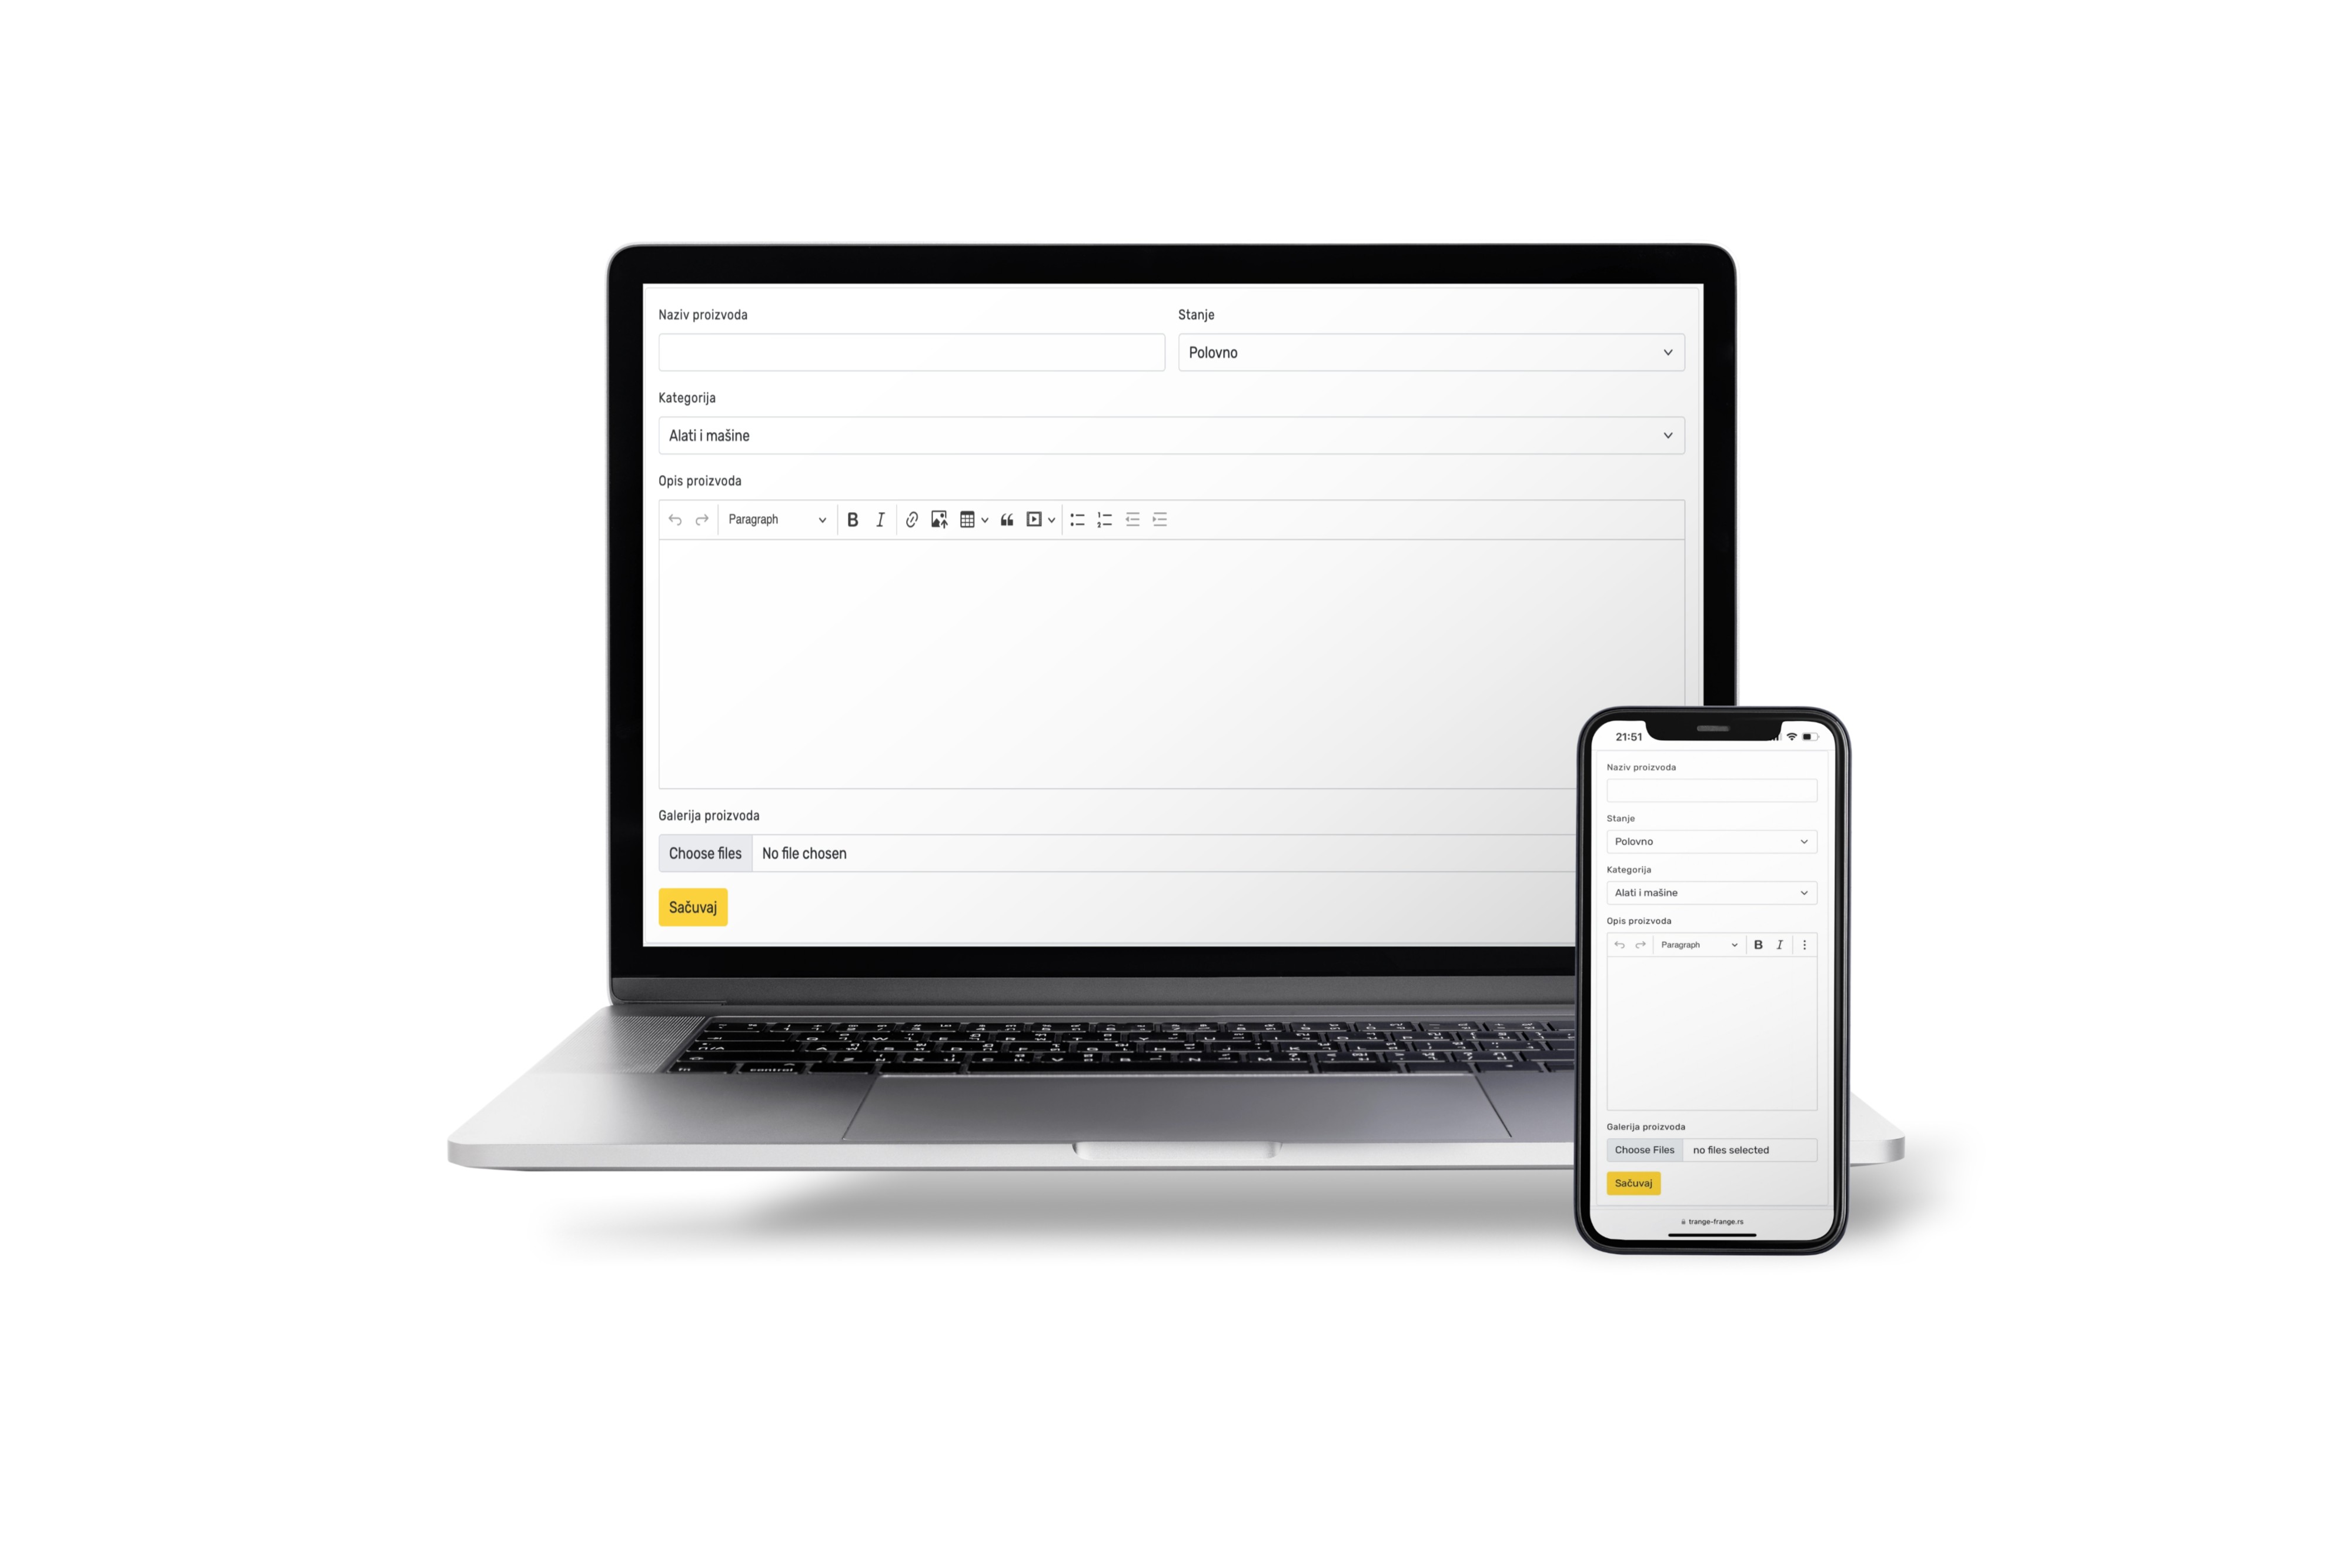 Naziv proizvoda
Stanje
Polovno
Kategorija
Alati i mašine
Opis proizvoda
Paragraph B I
Galerija proizvoda
Choose files No file chosen
Sačuvaj
control
21:51
Naziv proizvoda
Stanje
Polovno
Kategorija
Alati i mašine
Opis proizvoda
Paragraph B I
Galerija proizvoda
Choose Files no files selected
Sačuvaj
trange-frange.rs